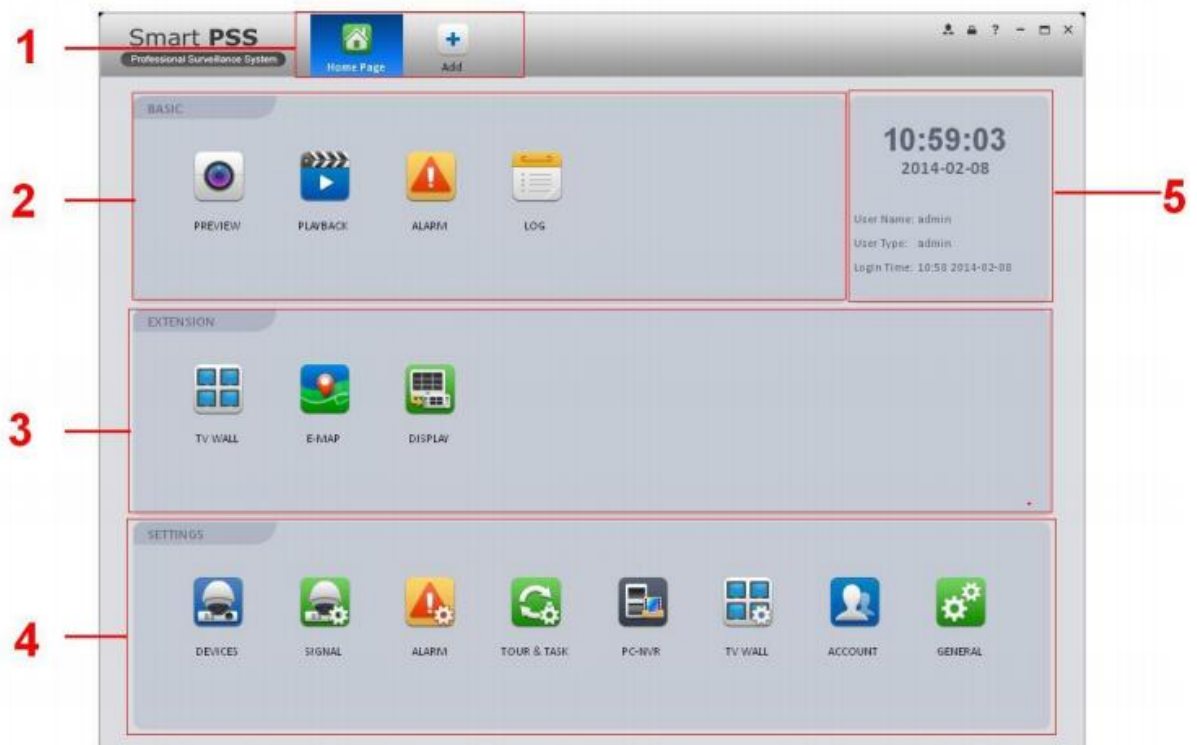 1
Smart PSS
Professional Surveillance System
Home Page
Add
?
2
BASIC
PREVIEW
PLAYBACK
ALARM
LOG
10:59:03
2014-02-08
User Name: admin
User Type: admin
Login Time: 10:58 2014-02-08
5
3
EXTENSION
TV WALL
E-MAP
DISPLAY
4
SETTINGS
DEVICES
SIGNAL
ALARM
TOUR & TASK
PC-NVR
TV WALL
ACCOUNT
GENERAL